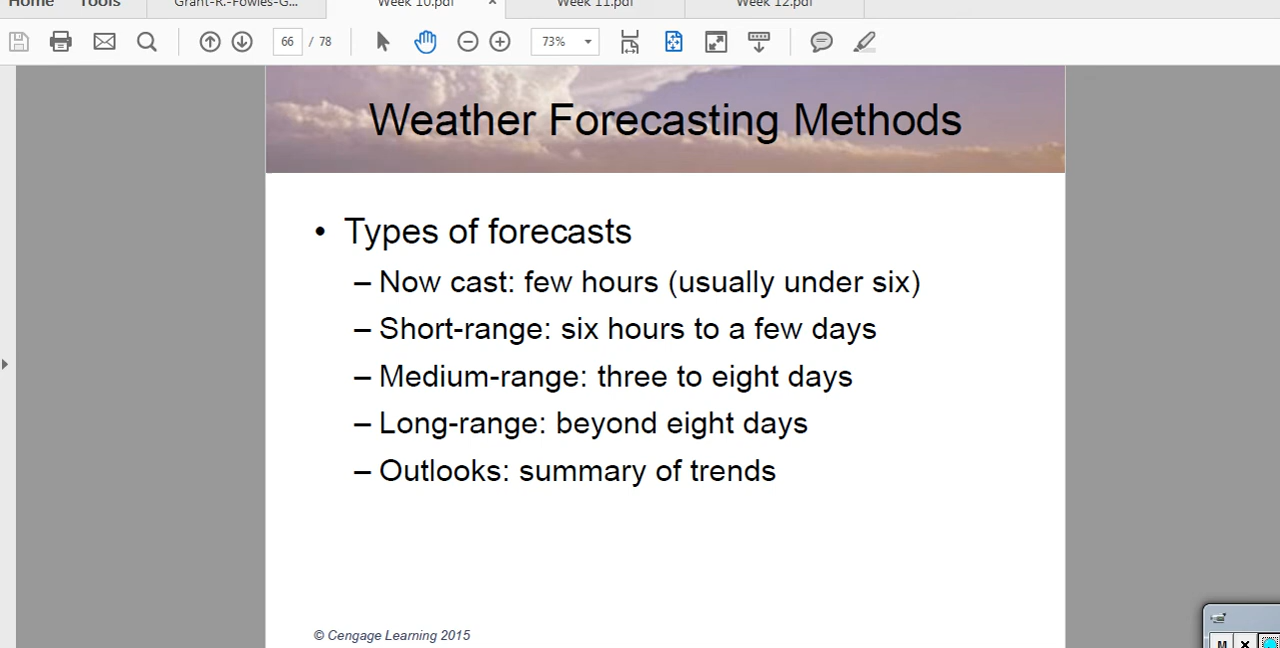 Home Tools Grant-R.-Fowles-G... Week 10.pdf × Week 11.pdf Week 12.pdf
66 / 78 73%
Weather Forecasting Methods
• Types of forecasts
– Now cast: few hours (usually under six)
– Short-range: six hours to a few days
– Medium-range: three to eight days
– Long-range: beyond eight days
– Outlooks: summary of trends
© Cengage Learning 2015
M